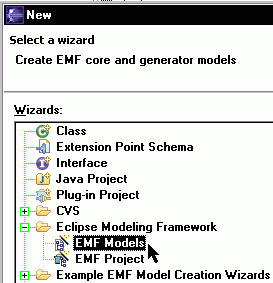 New
Select a wizard
Create EMF core and generator models
Wizards:
Class
Extension Point Schema
Interface
Java Project
Plug-in Project
CVS
Eclipse Modeling Framework
EMF Models
EMF Project
Example EMF Model Creation Wizards